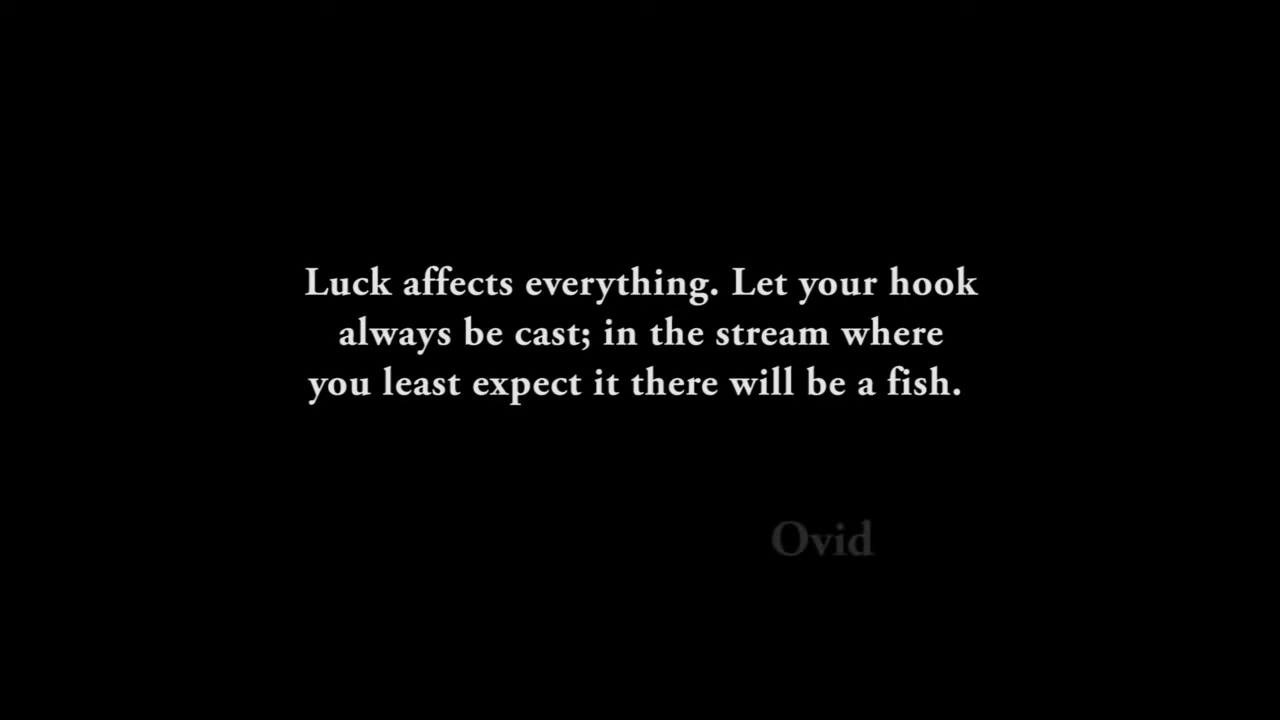 Luck affects everything. Let your hook
always be cast; in the stream where
you least expect it there will be a fish.
Ovid